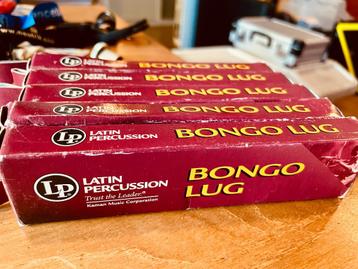 LP LATIN PERCUSSION BONGO LUG
LP LATIN PERCUSSION BONGO LUG
LP LATIN PERCUSSION BONGO LUG
LP LATIN PERCUSSION BONGO LUG
LP LATIN PERCUSSION BONGO LUG
LP LATIN PERCUSSION
Trust the Leader.®
Kaman Music Corporation
BONGO LUG